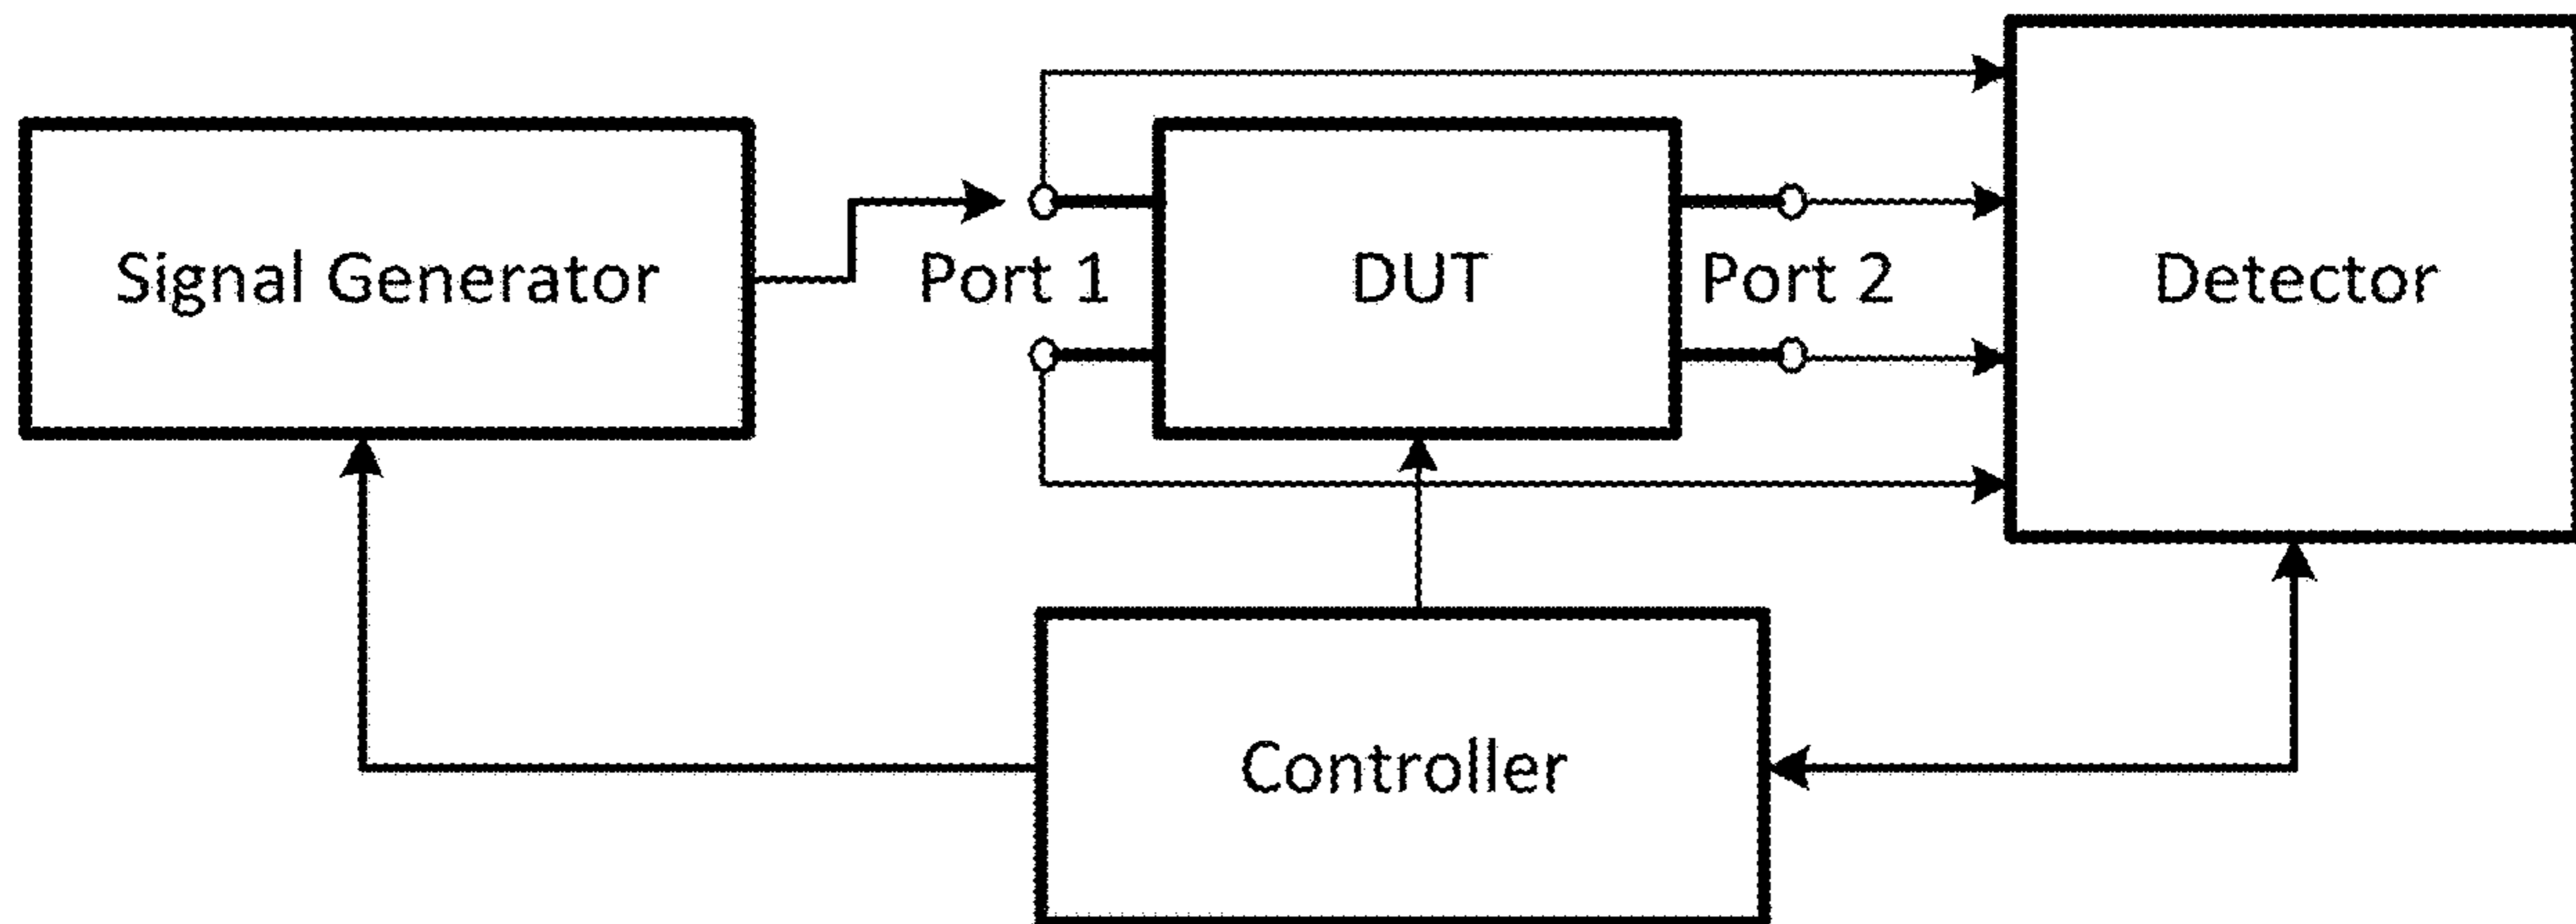 Signal Generator
Port 1
DUT
Port 2
Detector
Controller